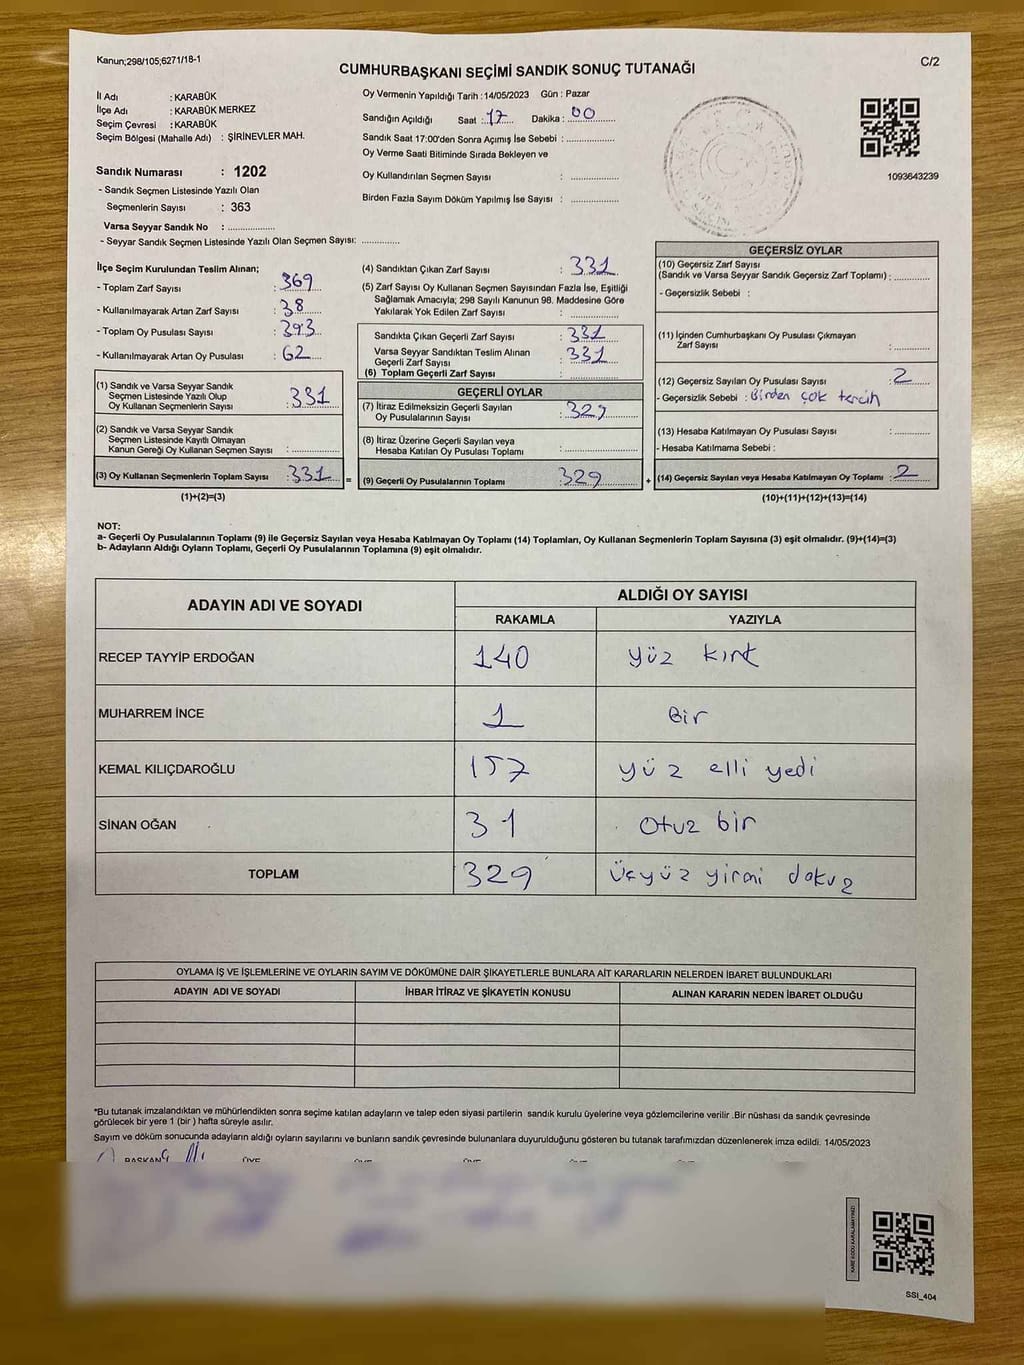 Kanun;298/105;6271/18-1
C/2
CUMHURBAŞKANI SEÇİMİ SANDIK SONUÇ TUTANAĞI
İl Adı : KARABÜK
İlçe Adı : KARABÜK MERKEZ
Seçim Çevresi : KARABÜK
Seçim Bölgesi (Mahalle Adı) : ŞİRİNEVLER MAH.
Sandık Numarası : 1202
- Sandık Seçmen Listesinde Yazılı Olan
Seçmenlerin Sayısı : 363
Varsa Seyyar Sandık No : ................
- Seyyar Sandık Seçmen Listesinde Yazılı Olan Seçmen Sayısı: .............
Oy Vermenin Yapıldığı Tarih :14/05/2023 Gün : Pazar
Sandığın Açıldığı Saat : 17 Dakika : 00
Sandık Saat 17:00'den Sonra Açımış İse Sebebi : ................
Oy Verme Saati Bitiminde Sırada Bekleyen ve
Oy Kullandırılan Seçmen Sayısı : ................
Birden Fazla Sayım Döküm Yapılmış İse Sayısı : ................
1093643239
İlçe Seçim Kurulundan Teslim Alınan;
- Toplam Zarf Sayısı : 369
- Kullanılmayarak Artan Zarf Sayısı : 38
- Toplam Oy Pusulası Sayısı : 393
- Kullanılmayarak Artan Oy Pusulası : 62
(1) Sandık ve Varsa Seyyar Sandık
Seçmen Listesinde Yazılı Olup
Oy Kullanan Seçmenlerin Sayısı : 331
(2) Sandık ve Varsa Seyyar Sandık
Seçmen Listesinde Kayıtlı Olmayan
Kanun Gereği Oy Kullanan Seçmen Sayısı : ................
(3) Oy Kullanan Seçmenlerin Toplam Sayısı : 331 =
(1)+(2)=(3)
(4) Sandıktan Çıkan Zarf Sayısı : 331
(5) Zarf Sayısı Oy Kullanan Seçmen Sayısından Fazla İse, Eşitliği
Sağlamak Amacıyla; 298 Sayılı Kanunun 98. Maddesine Göre
Yakılarak Yok Edilen Zarf Sayısı : ................
Sandıkta Çıkan Geçerli Zarf Sayısı : 331
Varsa Seyyar Sandıktan Teslim Alınan
Geçerli Zarf Sayısı : 331
(6) Toplam Geçerli Zarf Sayısı : ................
GEÇERLİ OYLAR
(7) İtiraz Edilmeksizin Geçerli Sayılan
Oy Pusulalarının Sayısı : 329
(8) İtiraz Üzerine Geçerli Sayılan veya
Hesaba Katılan Oy Pusulası Toplamı : ................
(9) Geçerli Oy Pusulalarının Toplamı : 329 +
GEÇERSİZ OYLAR
(10) Geçersiz Zarf Sayısı
(Sandık ve Varsa Seyyar Sandık Geçersiz Zarf Toplamı) : ............
- Geçersizlik Sebebi :
(11) İçinden Cumhurbaşkanı Oy Pusulası Çıkmayan
Zarf Sayısı : ............
(12) Geçersiz Sayılan Oy Pusulası Sayısı : 2
- Geçersizlik Sebebi : Birden çok tercih
(13) Hesaba Katılmayan Oy Pusulası Sayısı : ............
- Hesaba Katılmama Sebebi :
(14) Geçersiz Sayılan veya Hesaba Katılmayan Oy Toplamı : 2
(10)+(11)+(12)+(13)=(14)
NOT:
a- Geçerli Oy Pusulalarının Toplamı (9) ile Geçersiz Sayılan veya Hesaba Katılmayan Oy Toplamı (14) Toplamları, Oy Kullanan Seçmenlerin Toplam Sayısına (3) eşit olmalıdır. (9)+(14)=(3)
b- Adayların Aldığı Oyların Toplamı, Geçerli Oy Pusulalarının Toplamına (9) eşit olmalıdır.
ADAYIN ADI VE SOYADI
ALDIĞI OY SAYISI
RAKAMLA YAZIYLA
RECEP TAYYİP ERDOĞAN 140 yüz kırk
MUHARREM İNCE 1 Bir
KEMAL KILIÇDAROĞLU 157 yüz elli yedi
SİNAN OĞAN 31 Otuz bir
TOPLAM 329 Üçyüz yirmi dokuz
OYLAMA İŞ VE İŞLEMLERİNE VE OYLARIN SAYIM VE DÖKÜMÜNE DAİR ŞİKAYETLERLE BUNLARA AİT KARARLARIN NELERDEN İBARET BULUNDUKLARI
ADAYIN ADI VE SOYADI İHBAR İTİRAZ VE ŞİKAYETİN KONUSU ALINAN KARARIN NEDEN İBARET OLDUĞU
*Bu tutanak imzalandıktan ve mühürlendikten sonra seçime katılan adayların ve talep eden siyasi partilerin sandık kurulu üyelerine veya gözlemcilerine verilir .Bir nüshası da sandık çevresinde
görülecek bir yere 1 (bir ) hafta süreyle asılır.
Sayım ve döküm sonucunda adayların aldığı oyların sayılarını ve bunların sandık çevresinde bulunanlara duyurulduğunu gösteren bu tutanak tarafımızdan düzenlenerek imza edildi. 14/05/2023
BAŞKAN ÜYE
KARE KODU KARALAMAYINIZ!
SSI_404